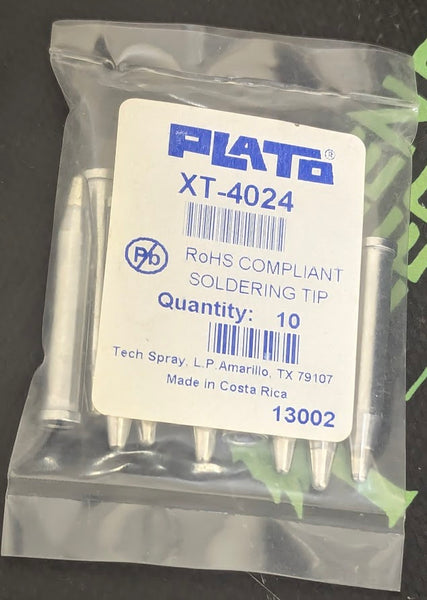 PLATO®
XT-4024
Pb
RoHS COMPLIANT
SOLDERING TIP
Quantity: 10
Tech Spray, L.P. Amarillo, TX 79107
Made in Costa Rica
13002